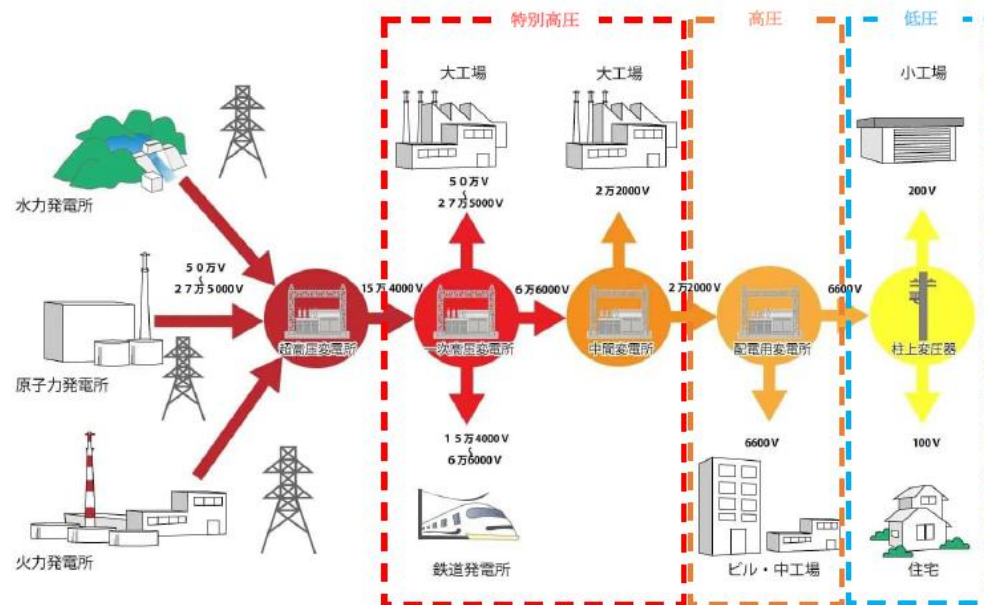 特別高圧
高圧
低圧
大工場
大工場
小工場
水力発電所
50万V
～
27万5000V
2万2000V
200V
50万V
～
27万5000V
15万4000V
6万6000V
2万2000V
6600V
超高圧変電所
一次高圧変電所
中間変電所
配電用変電所
柱上変圧器
原子力発電所
15万4000V
～
6万6000V
6600V
100V
火力発電所
鉄道発電所
ビル・中工場
住宅